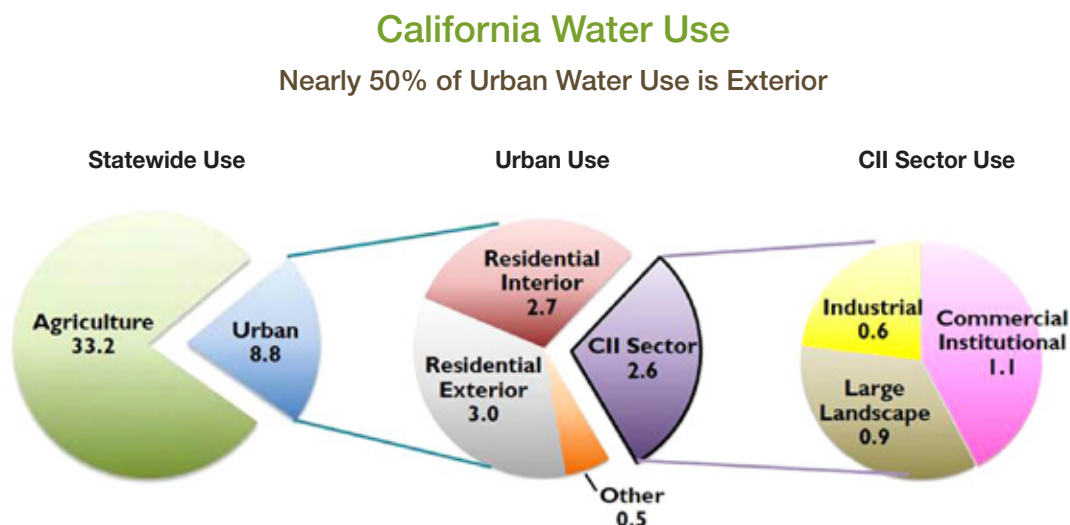 California Water Use
Nearly 50% of Urban Water Use is Exterior
Statewide Use
Urban Use
CII Sector Use
Agriculture
33.2
Urban
8.8
Residential
Interior
2.7
CII Sector
2.6
Residential
Exterior
3.0
Other
0.5
Industrial
0.6
Commercial
Institutional
1.1
Large
Landscape
0.9